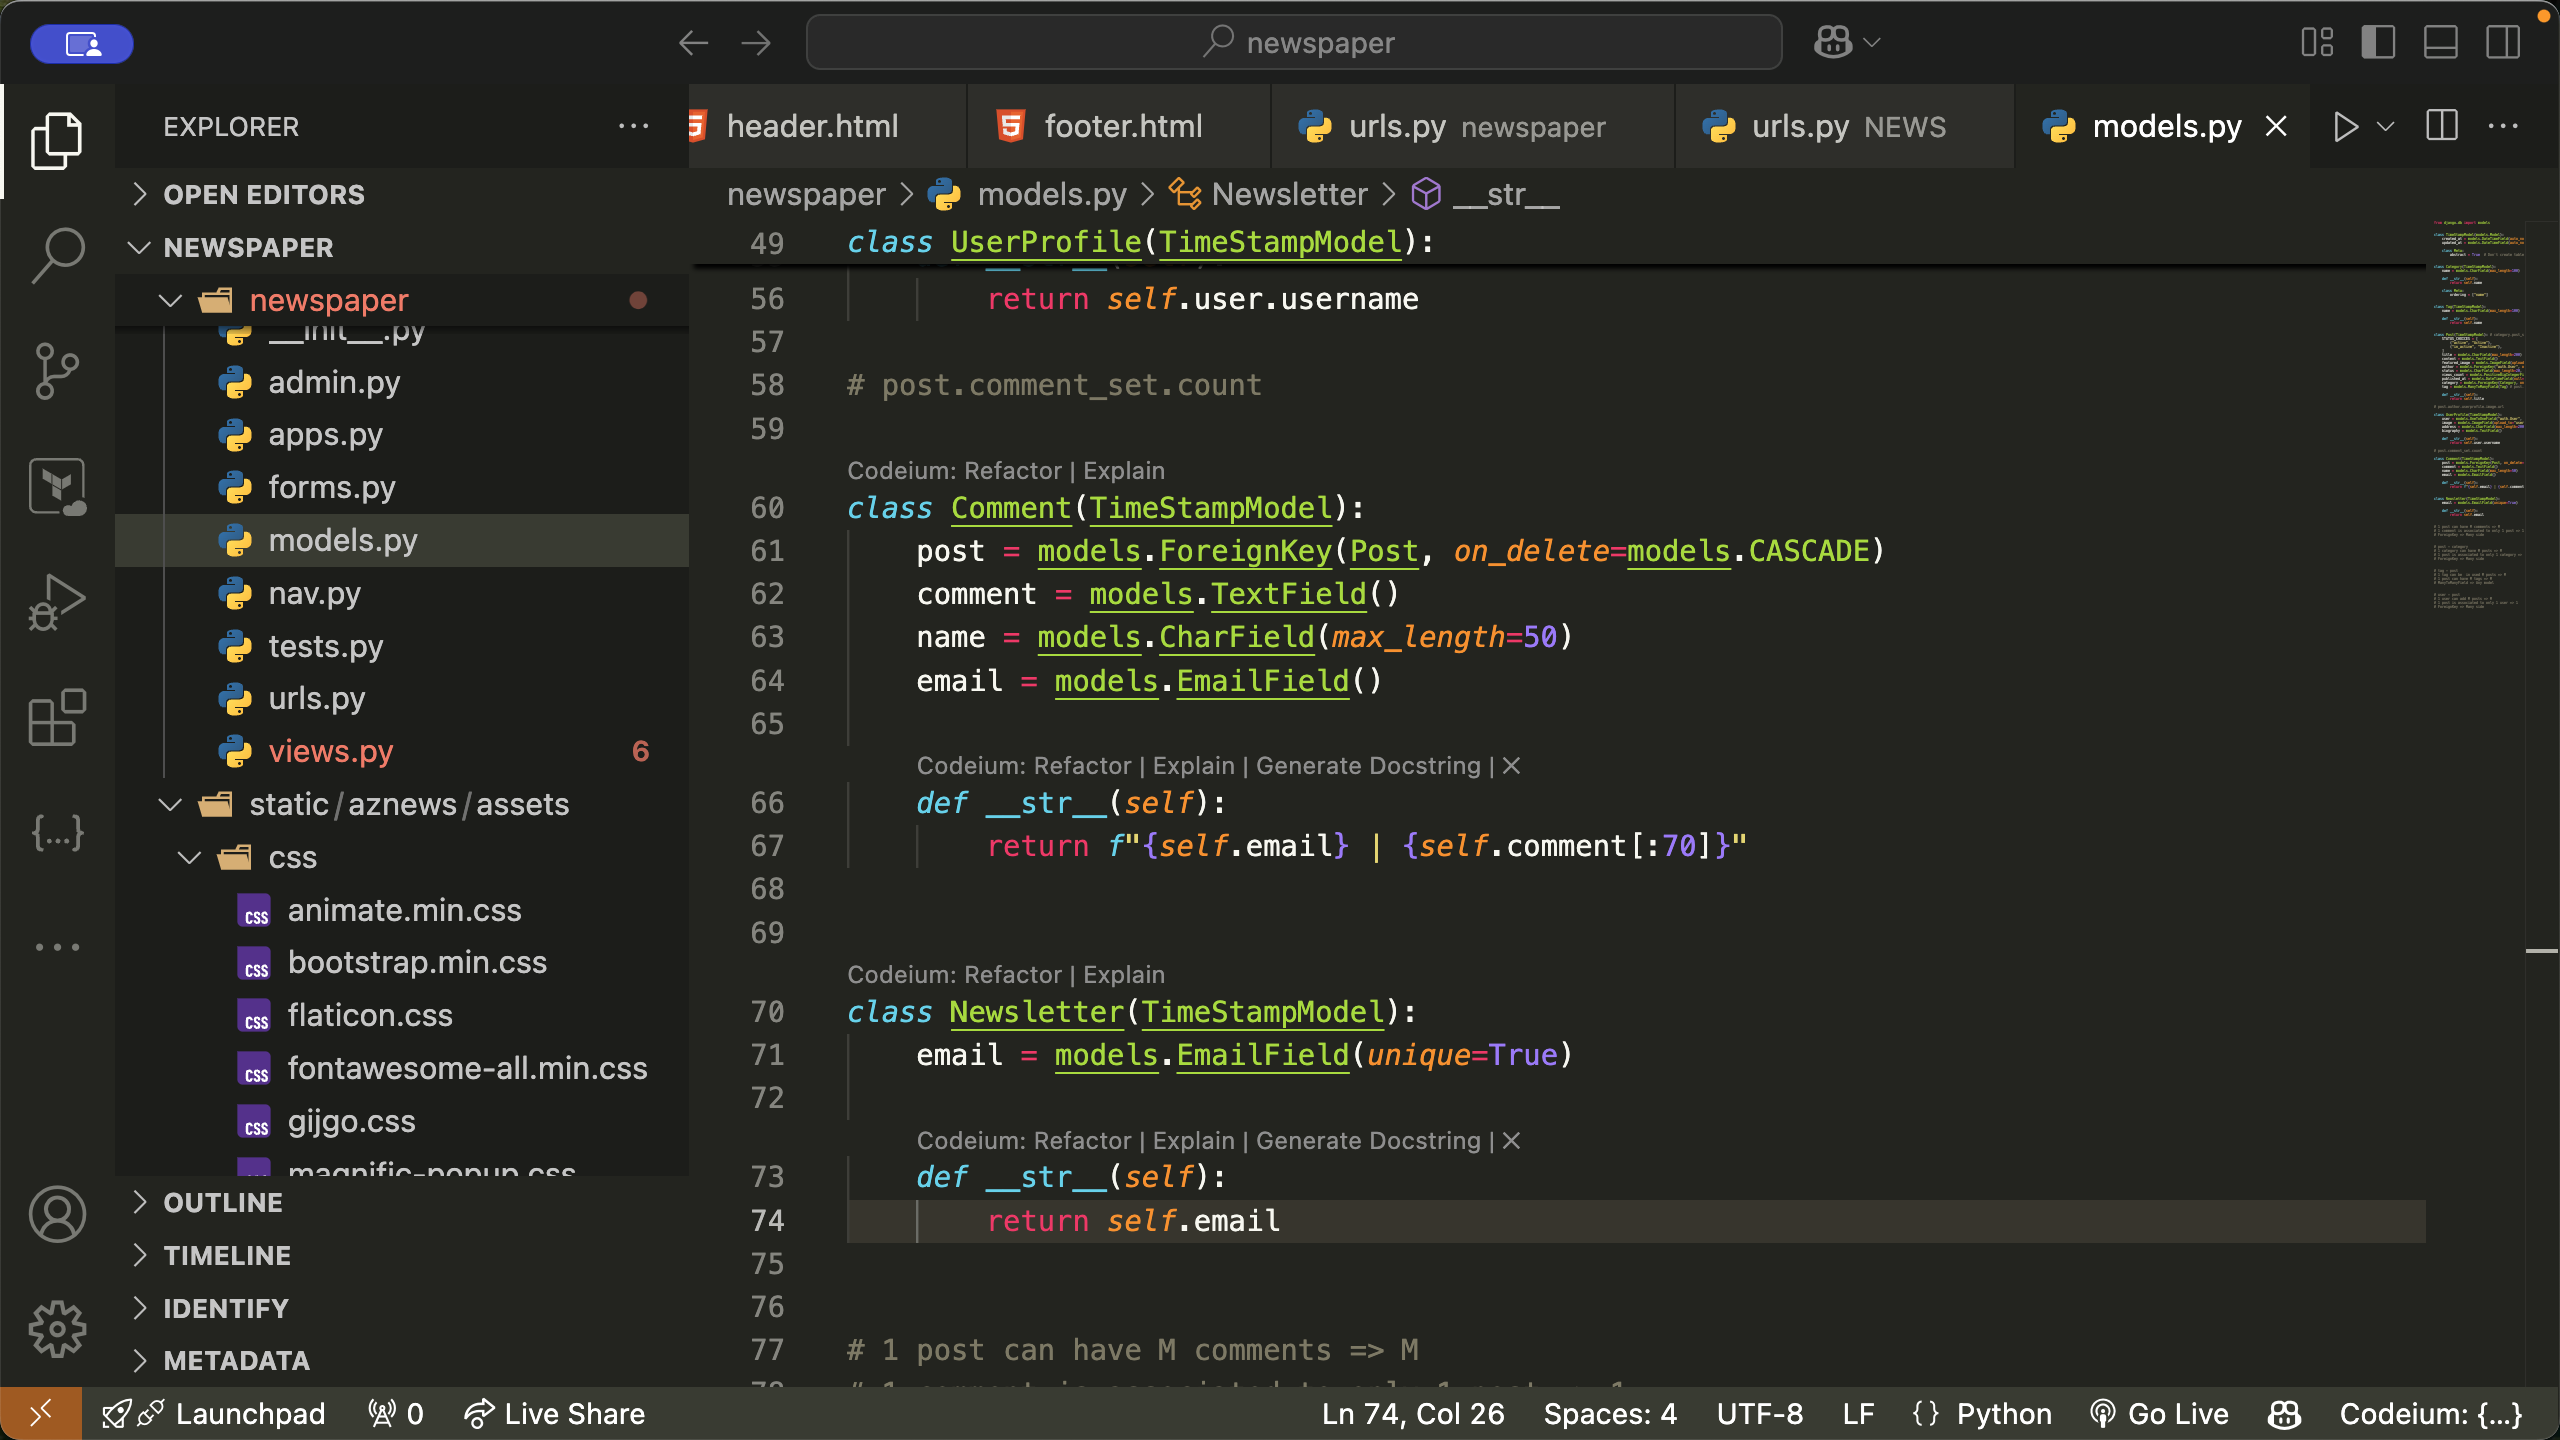 newspaper
EXPLORER
OPEN EDITORS
NEWSPAPER
newspaper
__init__.py
admin.py
apps.py
forms.py
models.py
nav.py
tests.py
urls.py
views.py 6
static/aznews/assets
css
animate.min.css
bootstrap.min.css
flaticon.css
fontawesome-all.min.css
gijgo.css
magnific-popup.css
OUTLINE
TIMELINE
IDENTIFY
METADATA
header.html footer.html urls.py newspaper urls.py NEWS models.py
newspaper > models.py > Newsletter > __str__
49 class UserProfile(TimeStampModel):
56 return self.user.username
57
58 # post.comment_set.count
59
Codeium: Refactor | Explain
60 class Comment(TimeStampModel):
61 post = models.ForeignKey(Post, on_delete=models.CASCADE)
62 comment = models.TextField()
63 name = models.CharField(max_length=50)
64 email = models.EmailField()
65
Codeium: Refactor | Explain | Generate Docstring | ×
66 def __str__(self):
67 return f"{self.email} | {self.comment[:70]}"
68
69
Codeium: Refactor | Explain
70 class Newsletter(TimeStampModel):
71 email = models.EmailField(unique=True)
72
Codeium: Refactor | Explain | Generate Docstring | ×
73 def __str__(self):
74 return self.email
75
76
77 # 1 post can have M comments => M
Launchpad 0 Live Share Ln 74, Col 26 Spaces: 4 UTF-8 LF {} Python Go Live Codeium: {...}